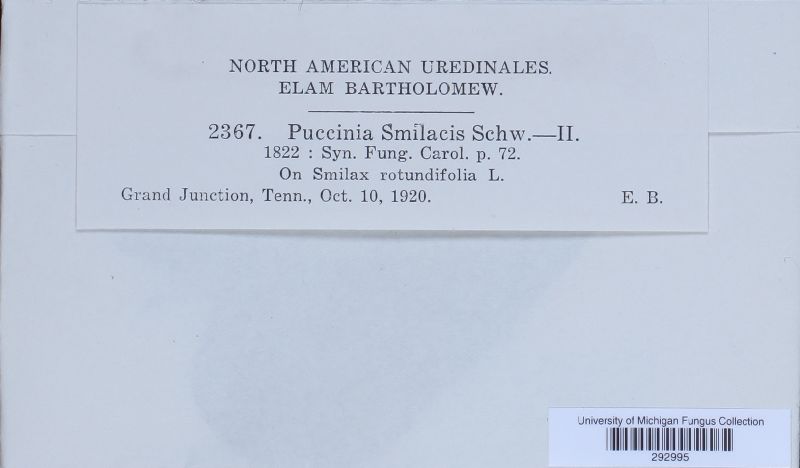 NORTH AMERICAN UREDINALES.
ELAM BARTHOLOMEW.
2367. Puccinia Smilacis Schw.—II.
1822 : Syn. Fung. Carol. p. 72.
On Smilax rotundifolia L.
Grand Junction, Tenn., Oct. 10, 1920. E. B.
University of Michigan Fungus Collection
292995